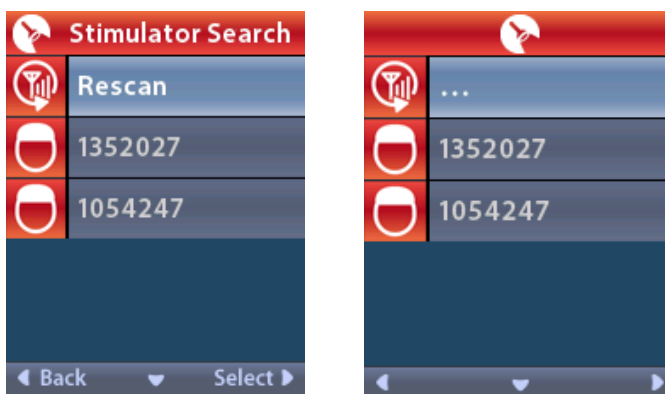 Stimulator Search
Rescan
1352027
1054247
Back
Select
...
1352027
1054247